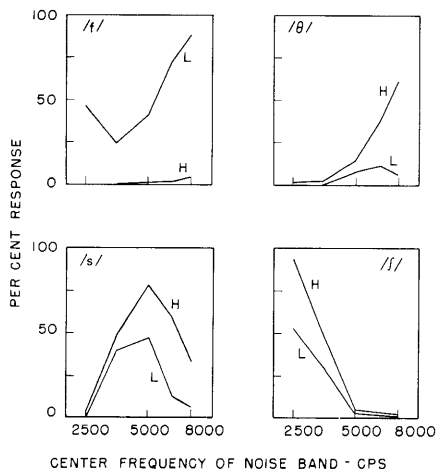 PER CENT RESPONSE
100
50
0
/f/
L
H
/θ/
H
L
100
50
0
/s/
H
L
2500
5000
8000
/ʃ/
H
L
2500
5000
8000
CENTER FREQUENCY OF NOISE BAND - CPS